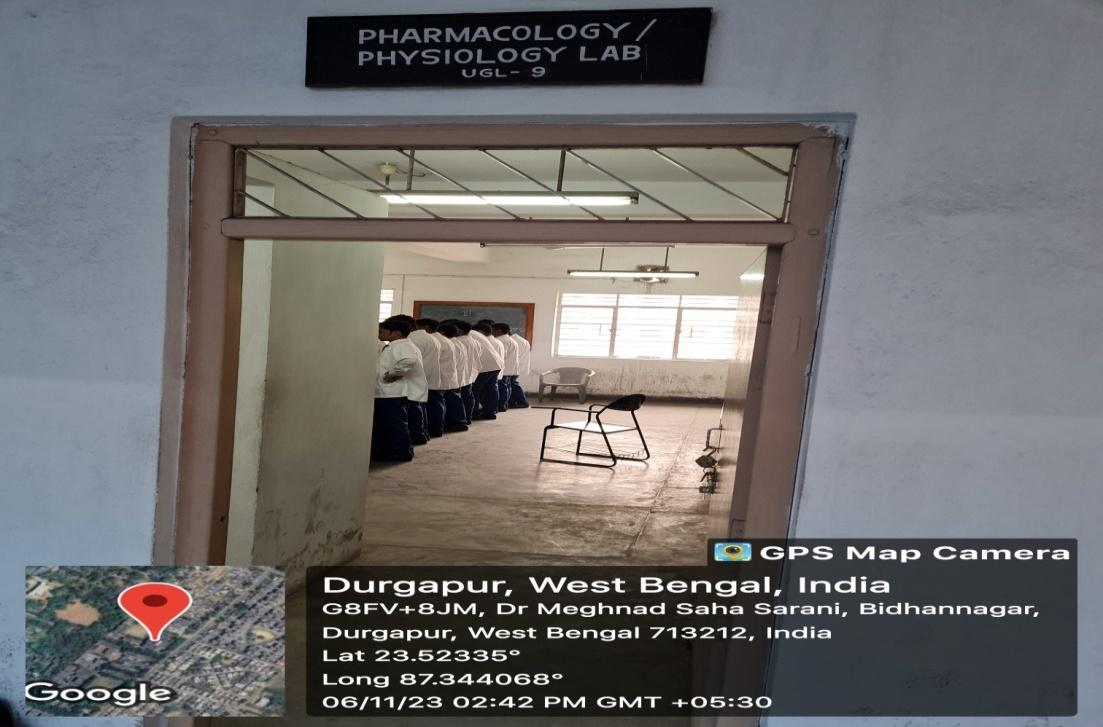 PHARMACOLOGY/
PHYSIOLOGY LAB
UGL- 9
GPS Map Camera
Durgapur, West Bengal, India
G8FV+8JM, Dr Meghnad Saha Sarani, Bidhannagar,
Durgapur, West Bengal 713212, India
Lat 23.52335°
Long 87.344068°
06/11/23 02:42 PM GMT +05:30
Google